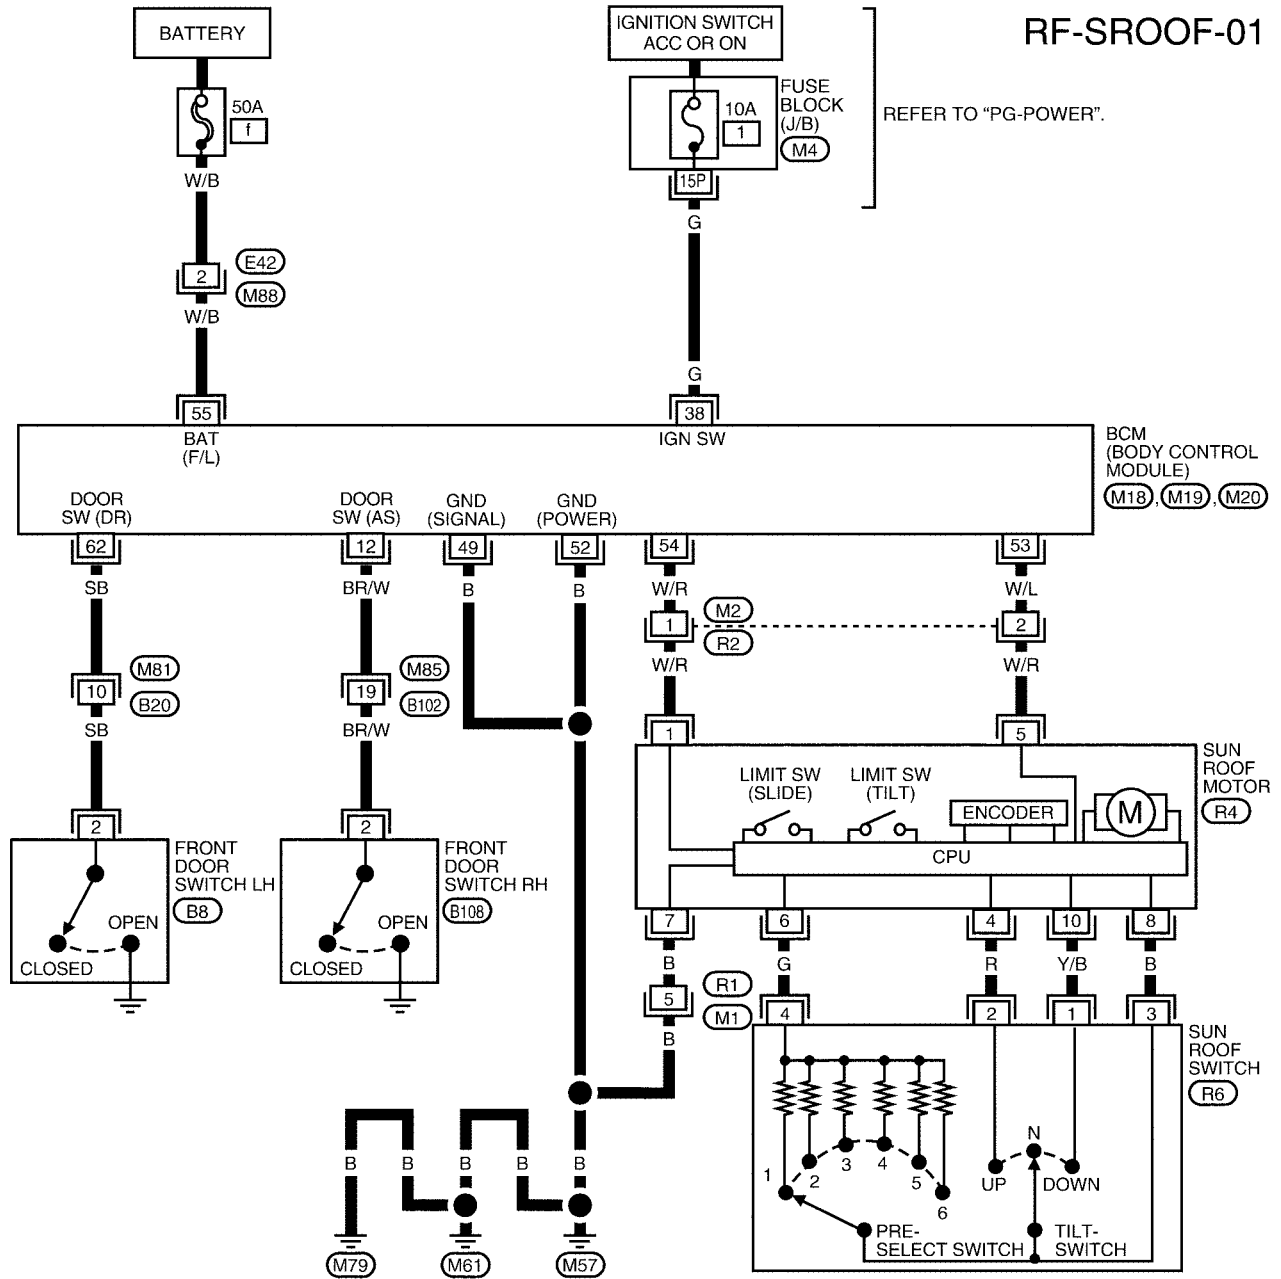 RF-SROOF-01
BATTERY
IGNITION SWITCH
ACC OR ON
50A
f
10A
1
FUSE
BLOCK
(J/B)
M4
REFER TO “PG-POWER”.
15P
W/B
G
2
E42
M88
W/B
G
55
38
BAT
(F/L)
IGN SW
BCM
(BODY CONTROL
MODULE)
M18 , M19 , M20
DOOR
SW (DR)
DOOR
SW (AS)
GND
(SIGNAL)
GND
(POWER)
62
12
49
52
54
53
SB
BR/W
B
B
W/R
W/L
1
M2
R2
2
W/R
W/R
10
M81
B20
19
M85
B102
SB
BR/W
1
5
SUN
ROOF
MOTOR
R4
LIMIT SW
(SLIDE)
LIMIT SW
(TILT)
ENCODER
M
CPU
2
2
FRONT
DOOR
SWITCH LH
B8
FRONT
DOOR
SWITCH RH
B108
OPEN
CLOSED
OPEN
CLOSED
7
6
4
10
8
B
G
R
Y/B
B
5
R1
M1
B
4
2
1
3
SUN
ROOF
SWITCH
R6
1
2
3
4
5
6
N
UP
DOWN
PRE-
SELECT SWITCH
TILT-
SWITCH
B
B
B
B
B
M79
M61
M57